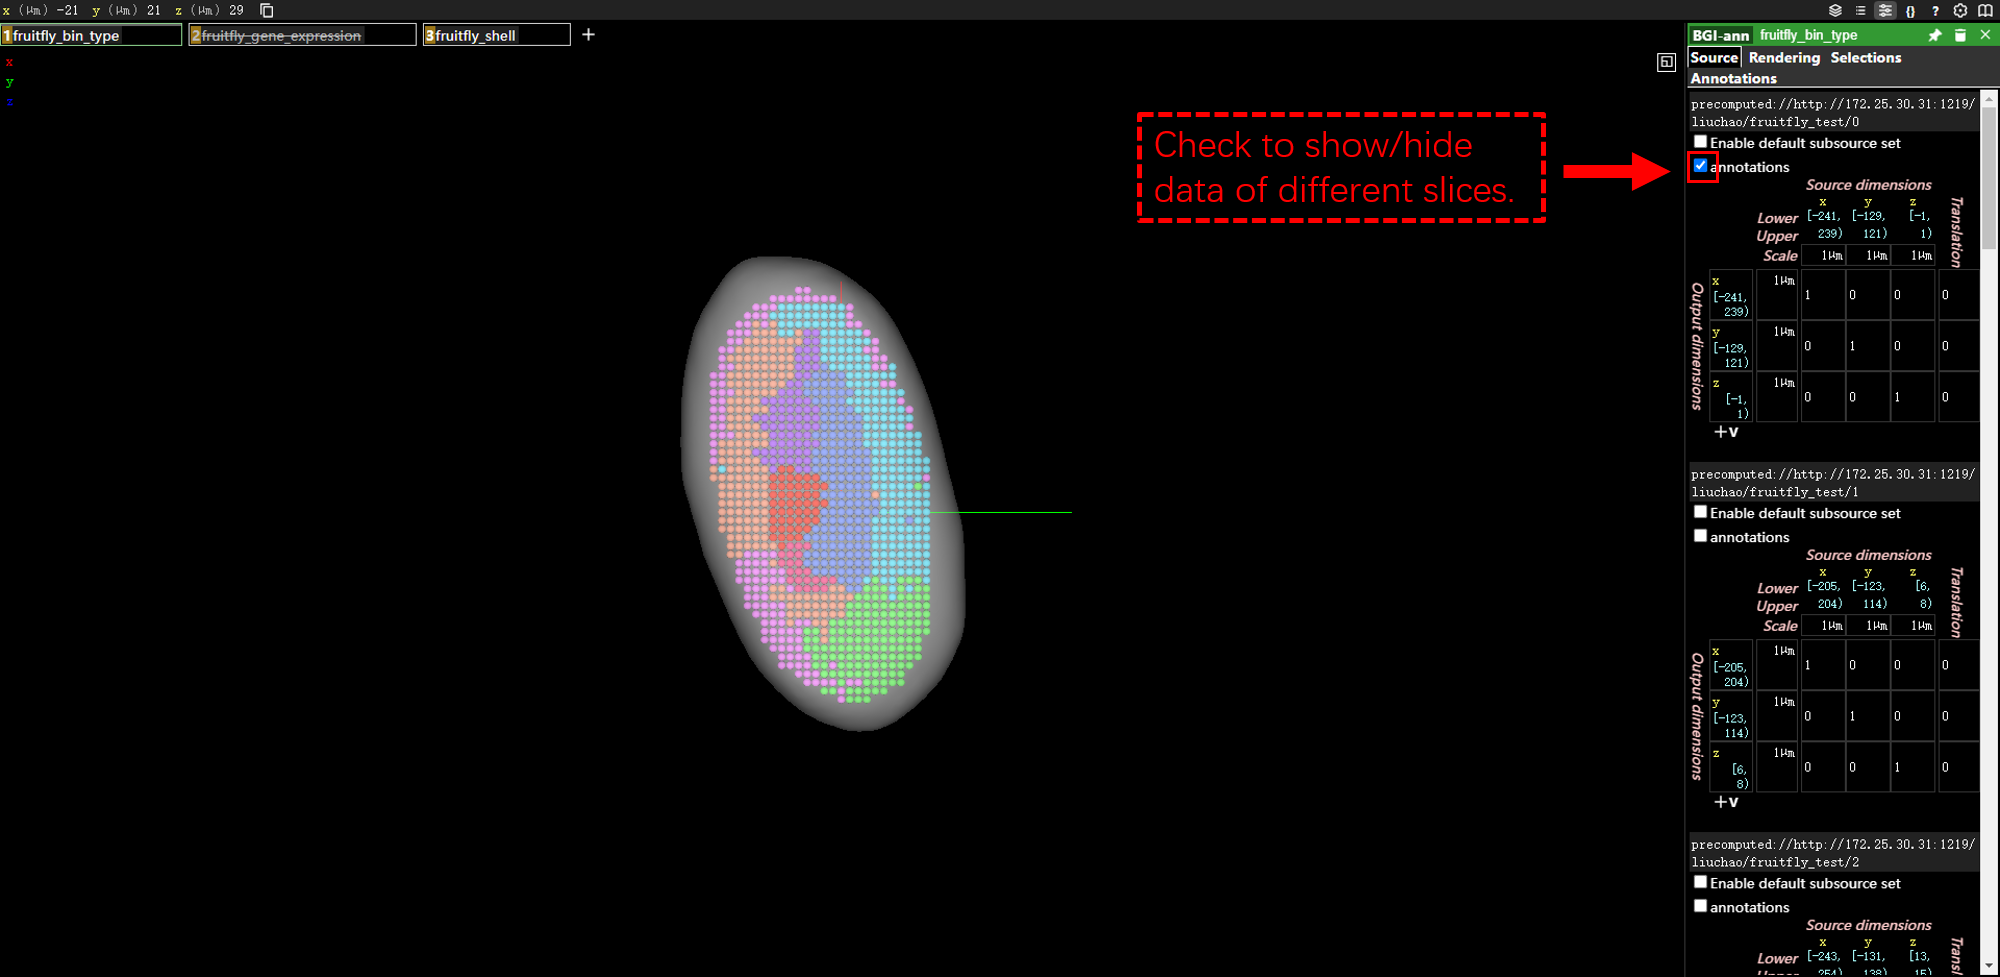 x (μm) -21 y (μm) 21 z (μm) 29
1 fruitfly_bin_type 2 fruitfly_gene_expression 3 fruitfly_shell +
x
y
z
Check to show/hide
data of different slices.
BGI-ann fruitfly_bin_type
Source Rendering Selections
Annotations
precomputed://http://172.25.30.31:1219/
liuchao/fruitfly_test/0
Enable default subsource set
annotations
Source dimensions
x y z
Lower [-241, [-129, [-1,
Upper 239) 121) 1)
Scale 1μm 1μm 1μm
Translation
Output dimensions
x 1μm
[-241, 1 0 0 0
239)
y 1μm
[-129, 0 1 0 0
121)
z 1μm
[-1, 0 0 1 0
1)
+v
precomputed://http://172.25.30.31:1219/
liuchao/fruitfly_test/1
Enable default subsource set
annotations
Source dimensions
x y z
Lower [-205, [-123, [6,
Upper 204) 114) 8)
Scale 1μm 1μm 1μm
Translation
Output dimensions
x 1μm
[-205, 1 0 0 0
204)
y 1μm
[-123, 0 1 0 0
114)
z 1μm
[6, 0 0 1 0
8)
+v
precomputed://http://172.25.30.31:1219/
liuchao/fruitfly_test/2
Enable default subsource set
annotations
Source dimensions
x y z
Lower [-243, [-131, [13,